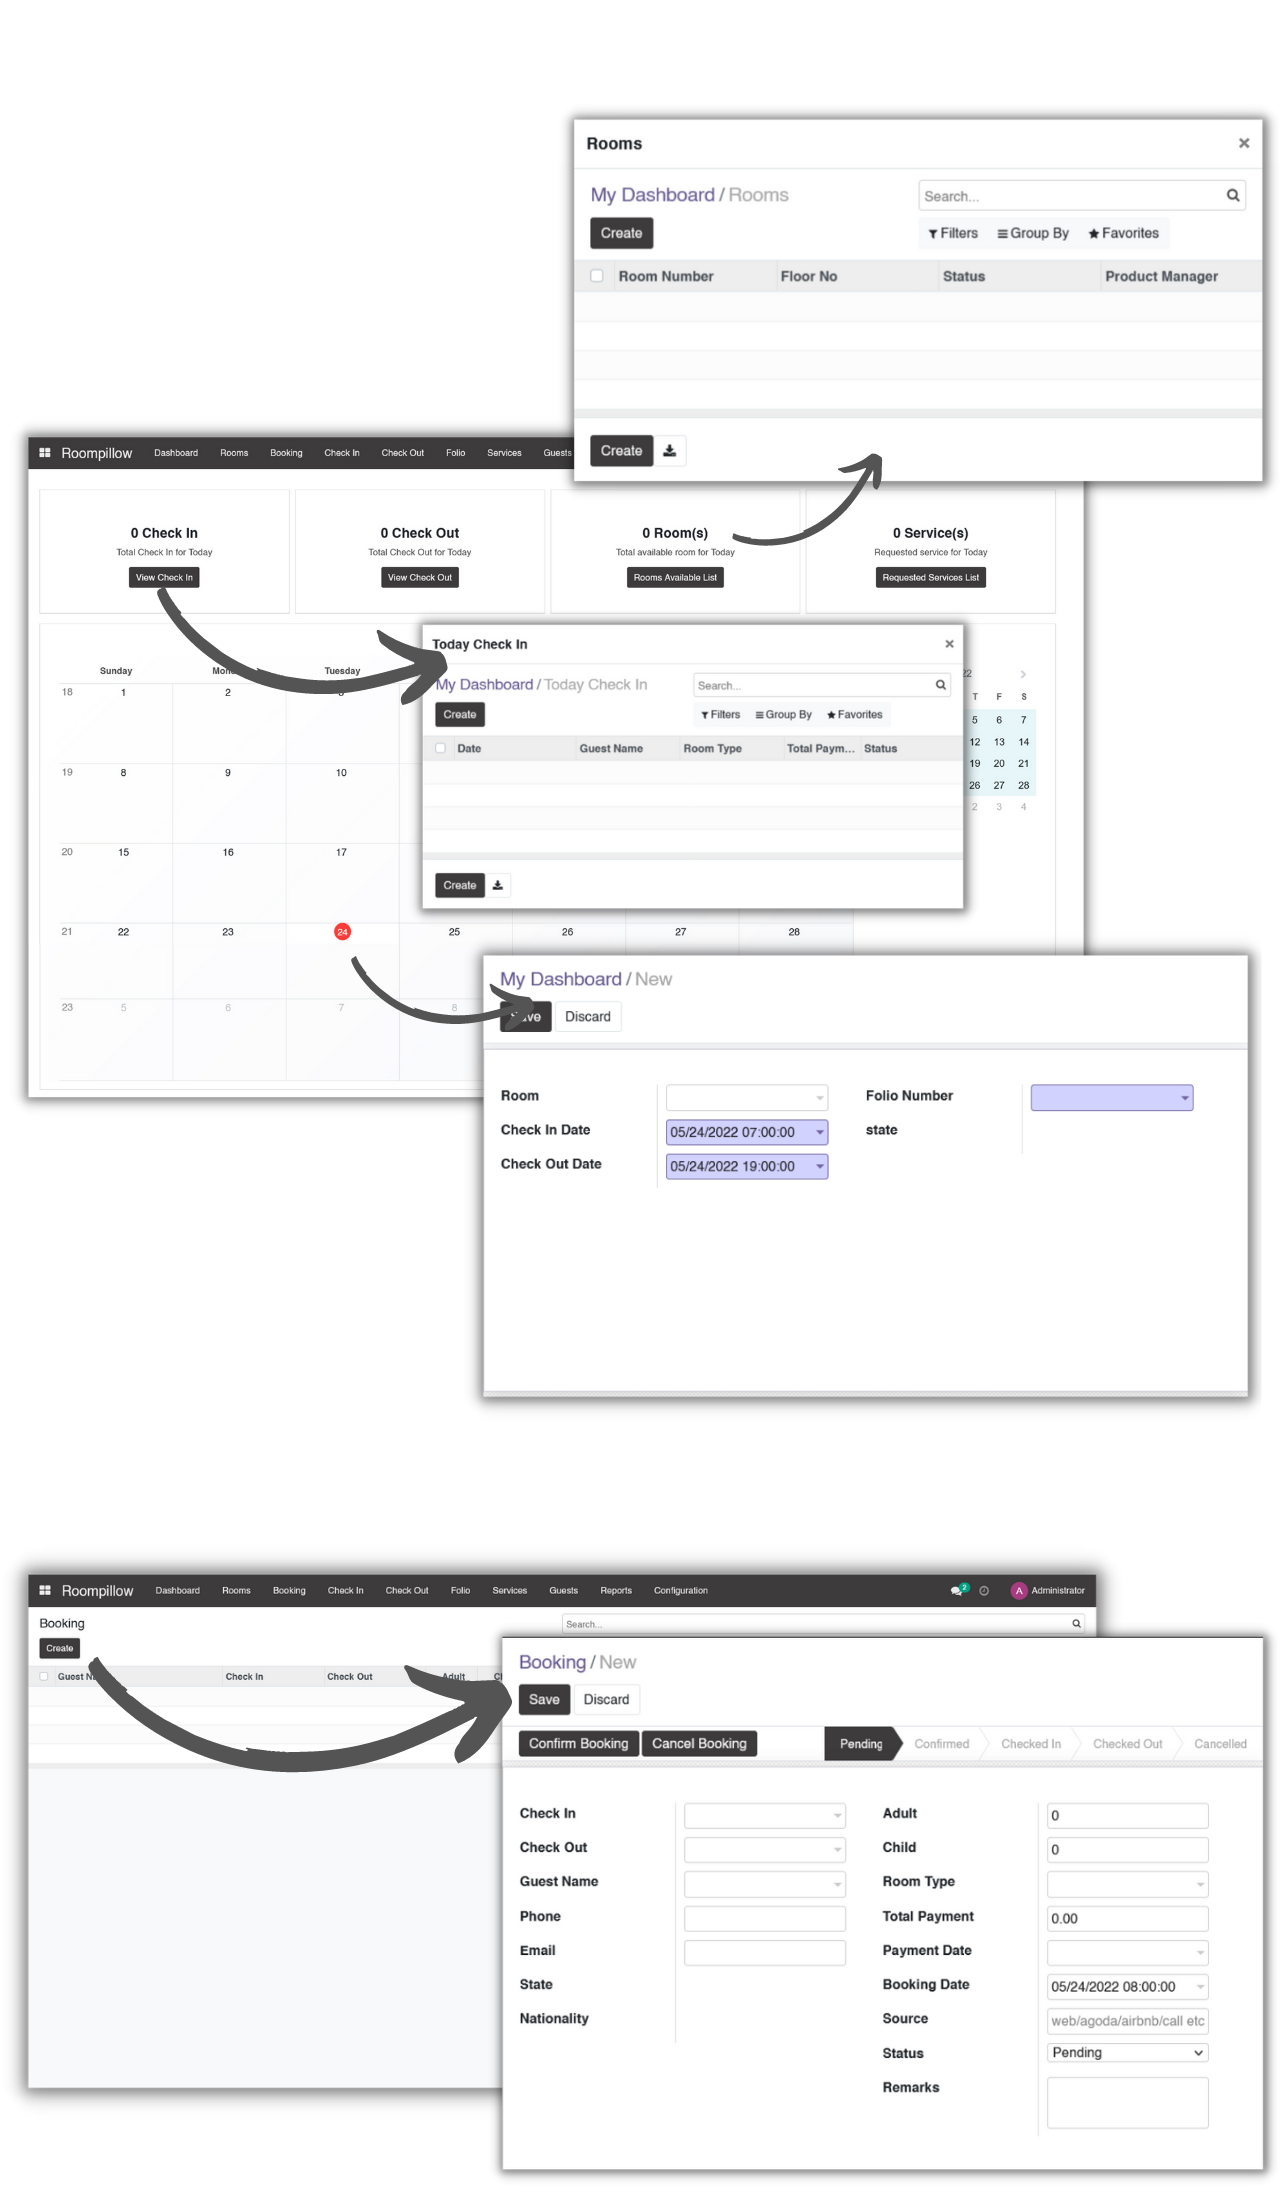 Rooms ×
My Dashboard / Rooms
Search...
Create
Filters Group By Favorites
Room Number Floor No Status Product Manager
Create
Roompillow Dashboard Rooms Booking Check In Check Out Folio Services Guests
0 Check In
Total Check In for Today
View Check In
0 Check Out
Total Check Out for Today
View Check Out
0 Room(s)
Total available room for Today
Rooms Available List
0 Service(s)
Requested service for Today
Requested Services List
Sunday Tuesday
18 1 2
19 8 9 10
20 15 16 17
21 22 23 24 25 26 27 28
23 5 6 7 8
22
T F S
5 6 7
12 13 14
19 20 21
26 27 28
2 3 4
Today Check In ×
My Dashboard / Today Check In
Search...
Create
Filters Group By Favorites
Date Guest Name Room Type Total Paym... Status
Create
My Dashboard / New
Save Discard
Room
Check In Date 05/24/2022 07:00:00
Check Out Date 05/24/2022 19:00:00
Folio Number
state
Roompillow Dashboard Rooms Booking Check In Check Out Folio Services Guests Reports Configuration 2 A Administrator
Booking
Search...
Create
Guest Check In Check Out Adult
Booking / New
Save Discard
Confirm Booking Cancel Booking
Pending Confirmed Checked In Checked Out Cancelled
Check In
Check Out
Guest Name
Phone
Email
State
Nationality
Adult 0
Child 0
Room Type
Total Payment 0.00
Payment Date
Booking Date 05/24/2022 08:00:00
Source web/agoda/airbnb/call etc
Status Pending
Remarks